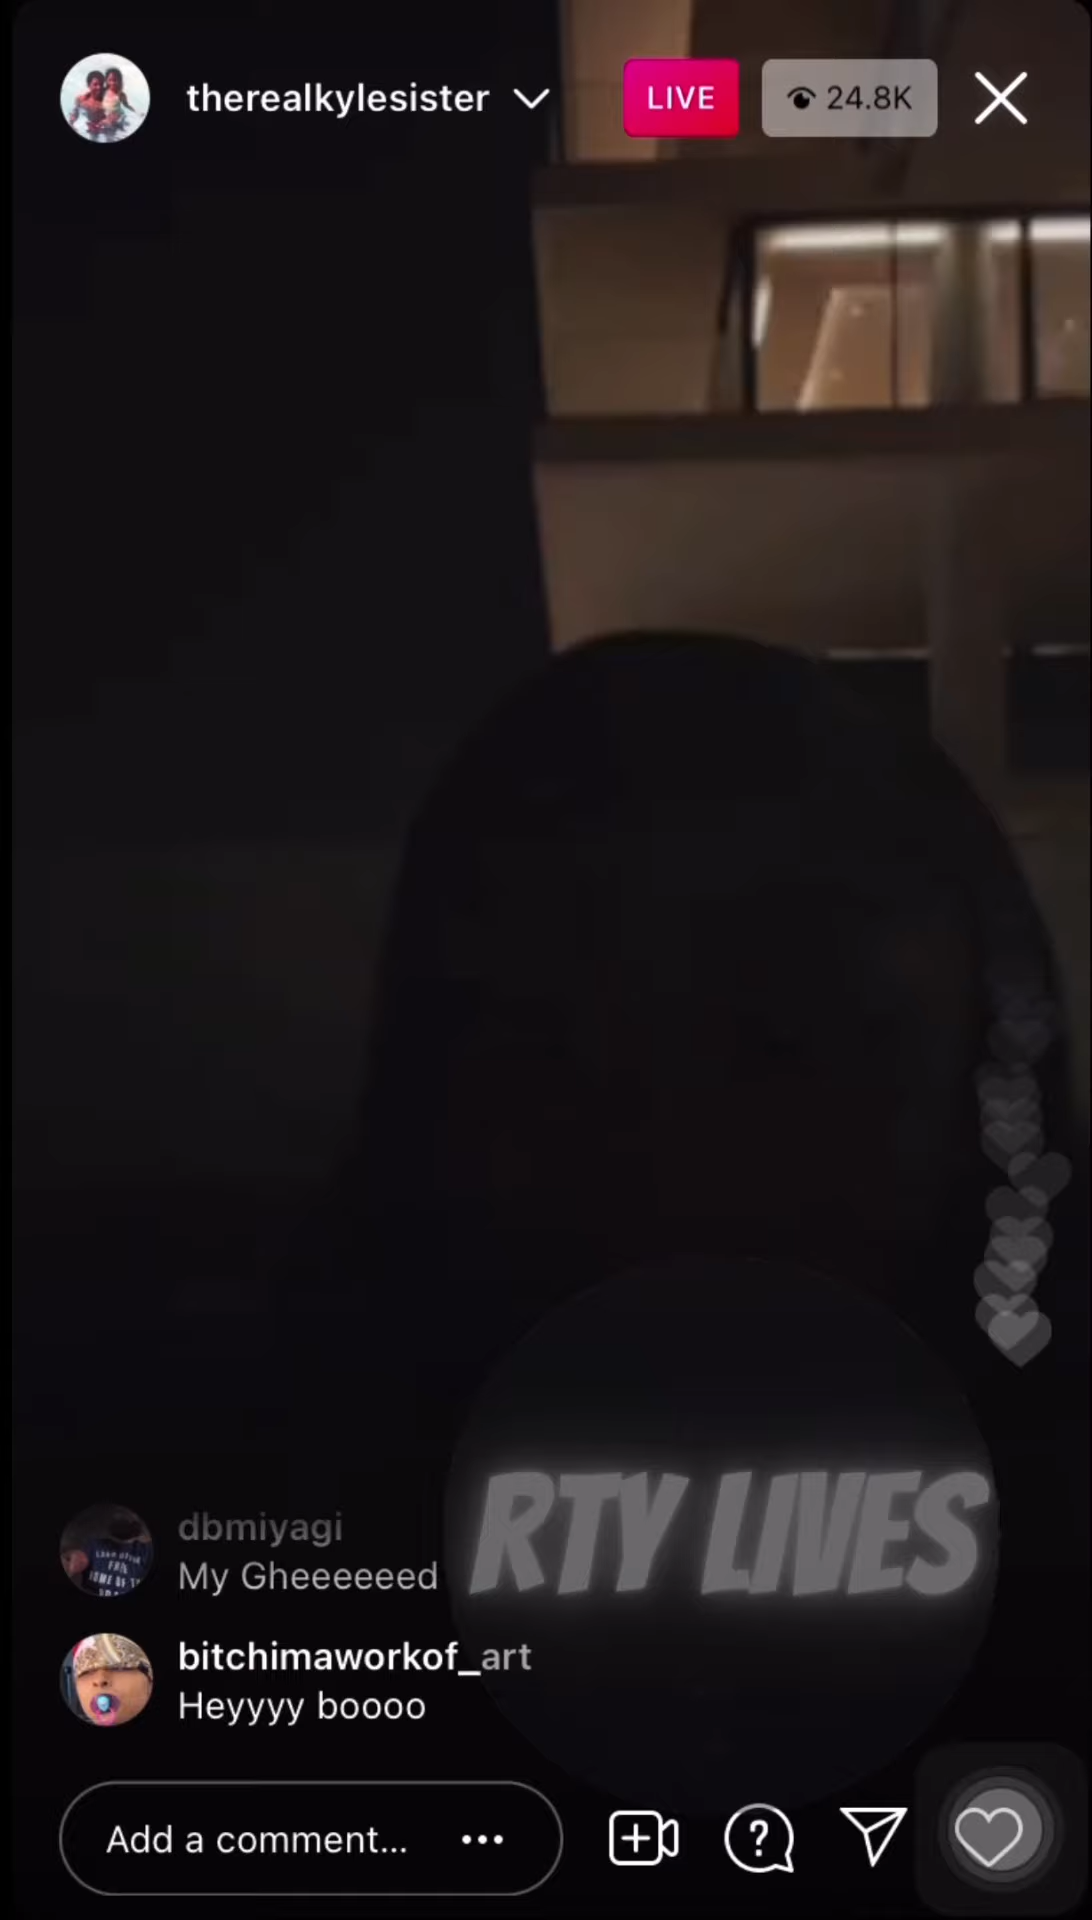 therealkylesister
LIVE
24.8K
RTY LIVES
dbmiyagi
My Gheeeeeed
bitchimaworkof_art
Heyyyy boooo
Add a comment...